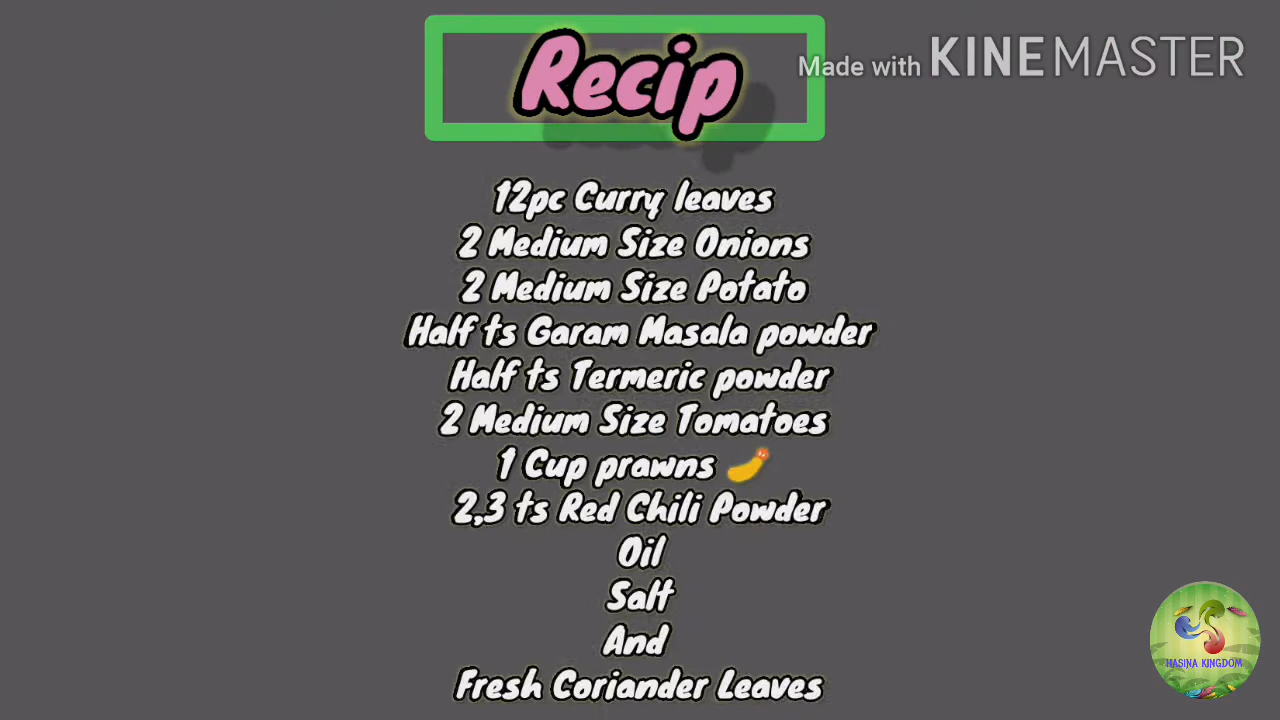 Recip
Made with KINEMASTER
12pc Curry leaves
2 Medium Size Onions
2 Medium Size Potato
Half ts Garam Masala powder
Half ts Termeric powder
2 Medium Size Tomatoes
1 Cup prawns 🍤
2,3 ts Red Chili Powder
Oil
Salt
And
Fresh Coriander Leaves
HASINA KINGDOM